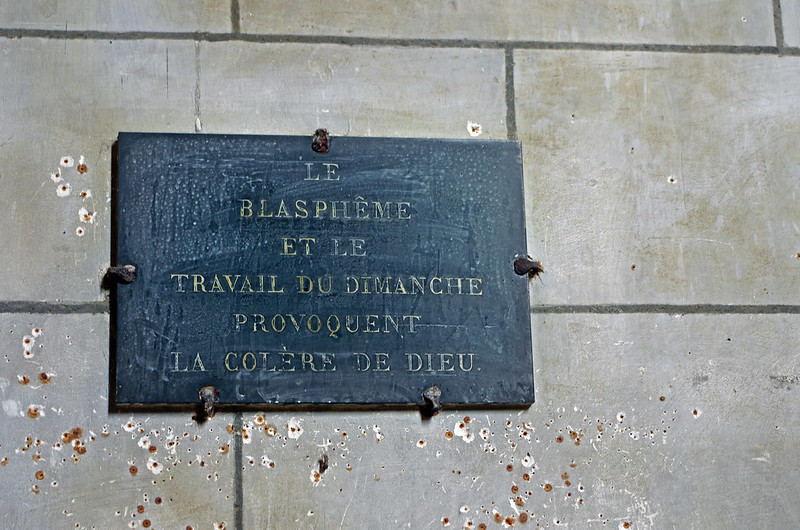 LE
BLASPHÊME
ET LE
TRAVAIL DU DIMANCHE
PROVOQUENT
LA COLÈRE DE DIEU.